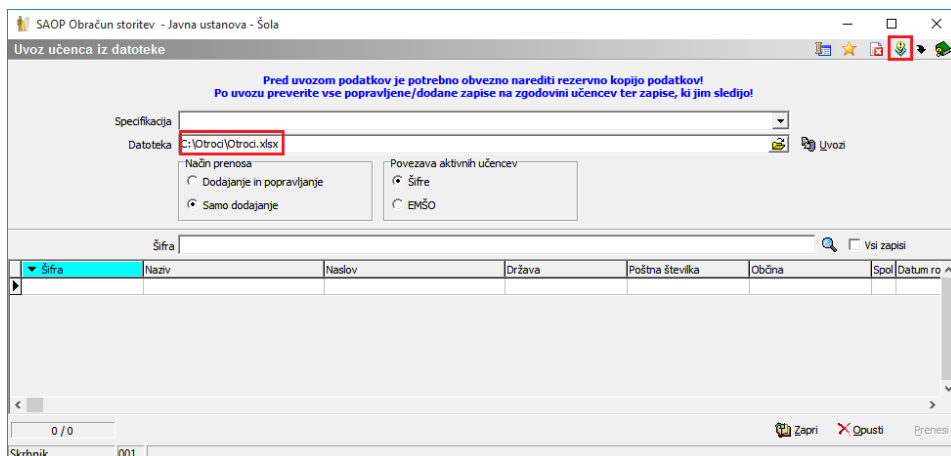 SAOP Obračun storitev - Javna ustanova - Šola
Uvoz učenca iz datoteke
Pred uvozom podatkov je potrebno obvezno narediti rezervno kopijo podatkov!
Po uvozu preverite vse popravljene/dodane zapise na zgodovini učencev ter zapise, ki jim sledijo!
Specifikacija
Datoteka C:\Otroci\Otroci.xlsx Uvozi
Način prenosa Povezava aktivnih učencev
Dodajanje in popravljanje Šifre
Samo dodajanje EMŠO
Šifra Vsi zapisi
Šifra Naziv Naslov Država Poštna številka Občina Spol Datum ro
0 / 0 Zapri Opusti Prenesi
Skrbnik 001